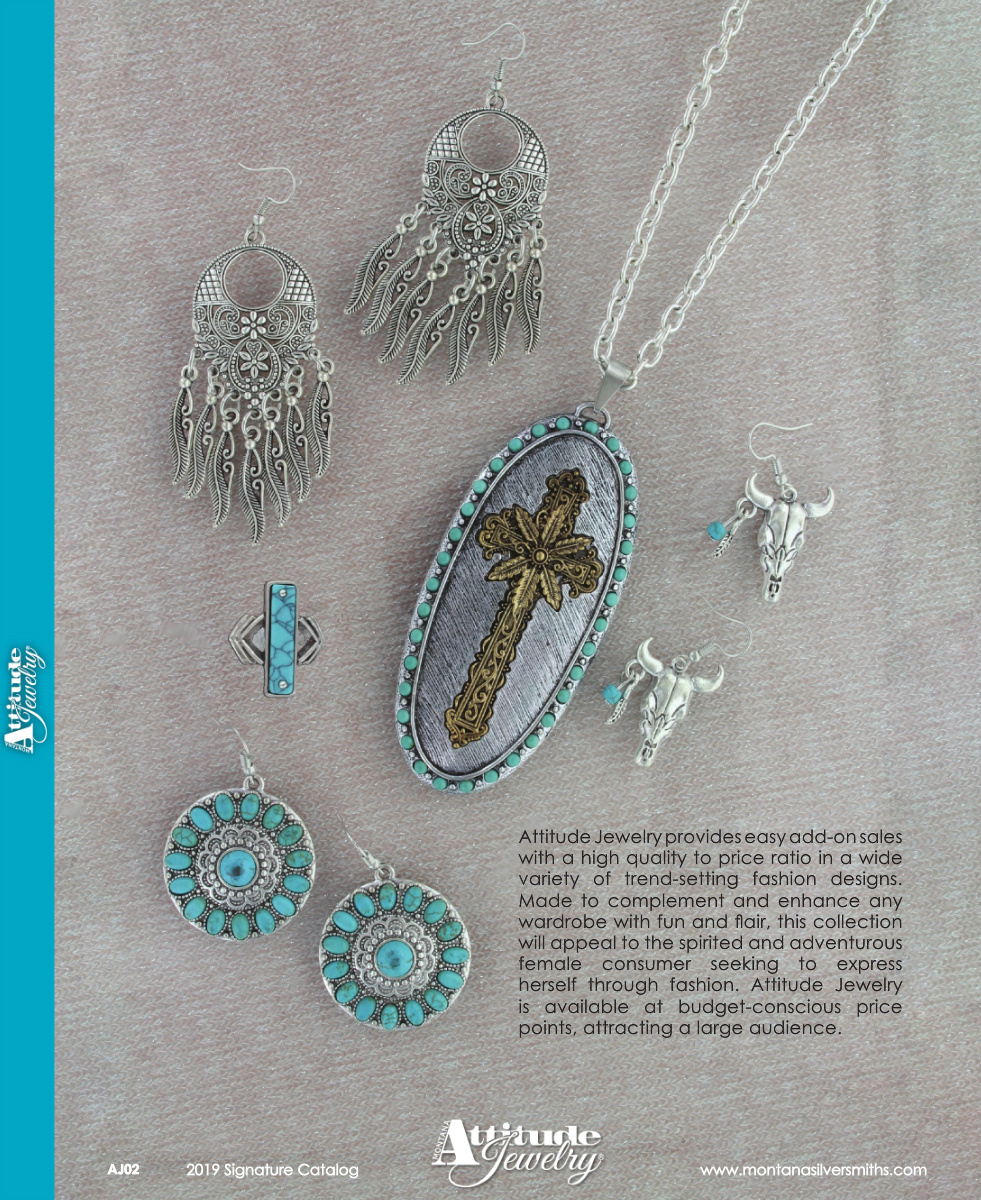 MONTANA
Attitude
Jewelry
Attitude Jewelry provides easy add-on sales
with a high quality to price ratio in a wide
variety of trend-setting fashion designs.
Made to complement and enhance any
wardrobe with fun and flair, this collection
will appeal to the spirited and adventurous
female consumer seeking to express
herself through fashion. Attitude Jewelry
is available at budget-conscious price
points, attracting a large audience.
AJ02
2019 Signature Catalog
MONTANA
Attitude
Jewelry®
www.montanasilversmiths.com